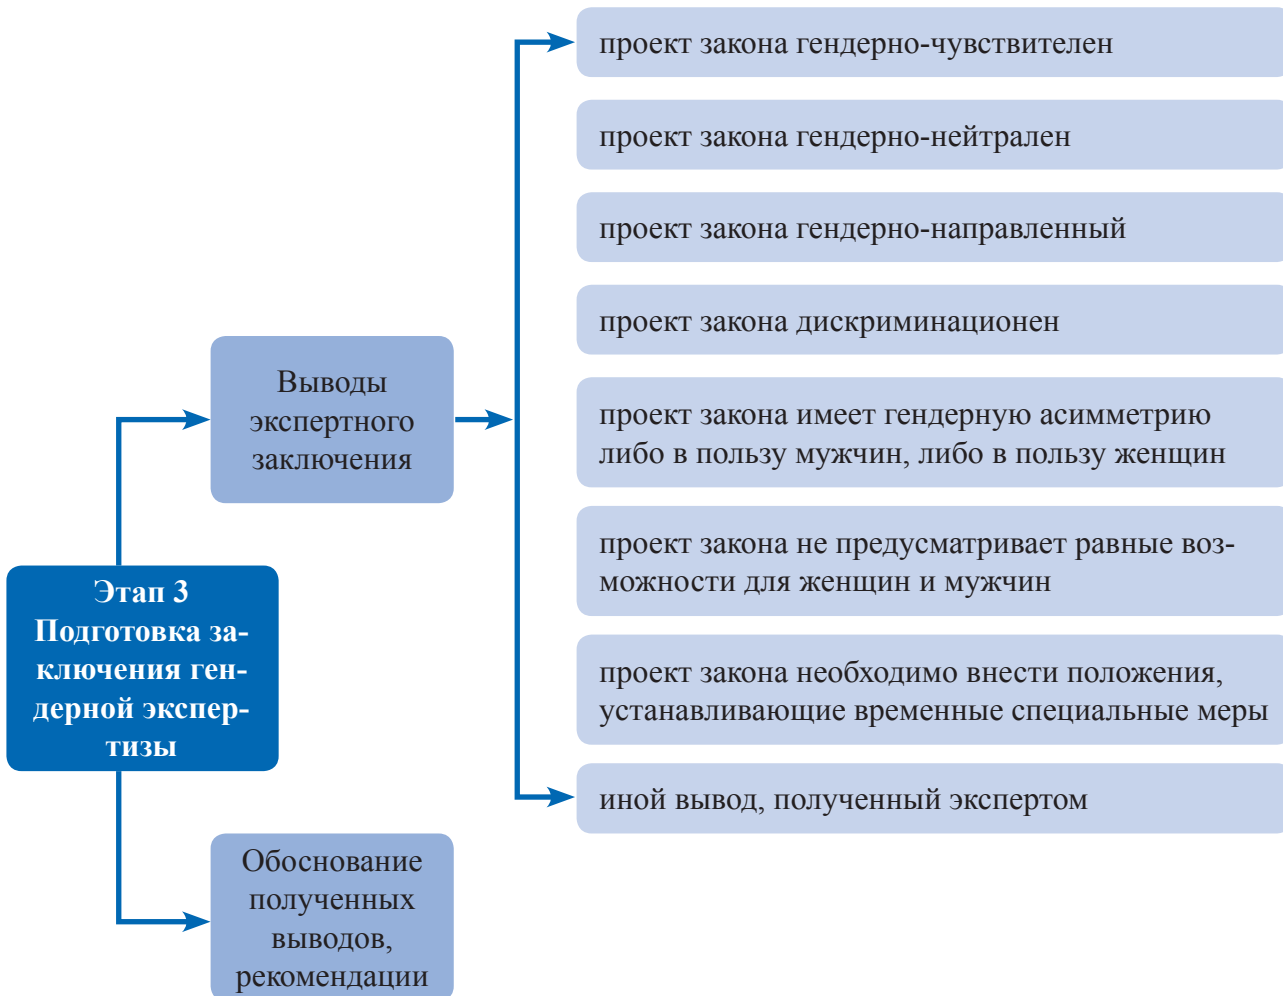 Этап 3
Подготовка за-
ключения ген-
дерной экспер-
тизы
Выводы
экспертного
заключения
проект закона гендерно-чувствителен
проект закона гендерно-нейтрален
проект закона гендерно-направленный
проект закона дискриминационен
проект закона имеет гендерную асимметрию
либо в пользу мужчин, либо в пользу женщин
проект закона не предусматривает равные воз-
можности для женщин и мужчин
проект закона необходимо внести положения,
устанавливающие временные специальные меры
иной вывод, полученный экспертом
Обоснование
полученных
выводов,
рекомендации